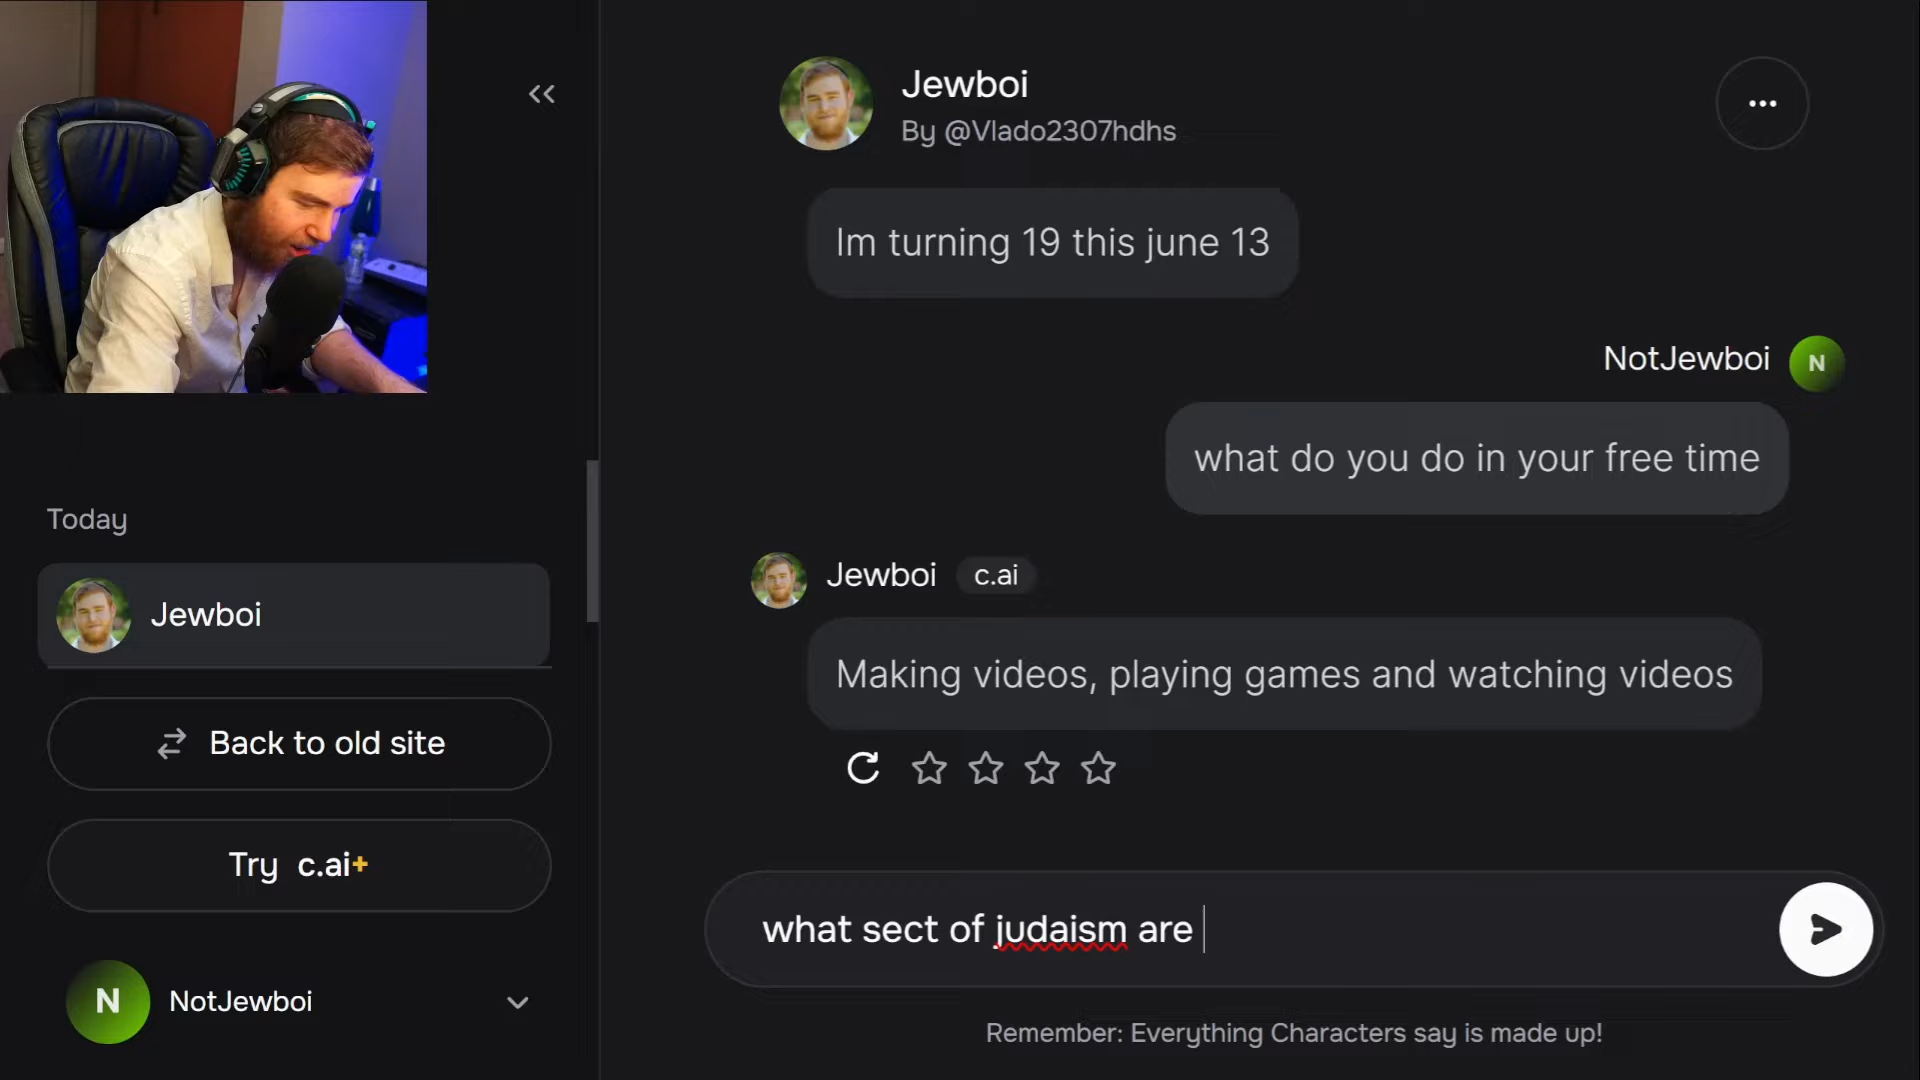 Jewboi
By @Vlado2307hdhs
Im turning 19 this june 13
NotJewboi
N
what do you do in your free time
Jewboi c.ai
Making videos, playing games and watching videos
what sect of judaism are
Remember: Everything Characters say is made up!
Today
Jewboi
Back to old site
Try c.ai+
N
NotJewboi